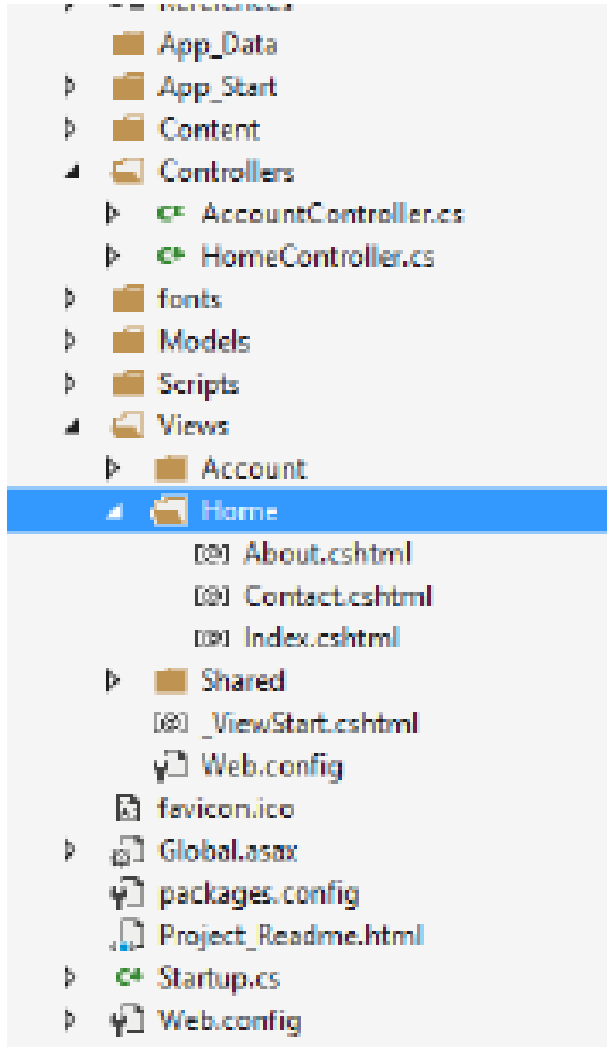 References
App_Data
App_Start
Content
Controllers
AccountController.cs
HomeController.cs
fonts
Models
Scripts
Views
Account
Home
About.cshtml
Contact.cshtml
Index.cshtml
Shared
_ViewStart.cshtml
Web.config
favicon.ico
Global.asax
packages.config
Project_Readme.html
Startup.cs
Web.config